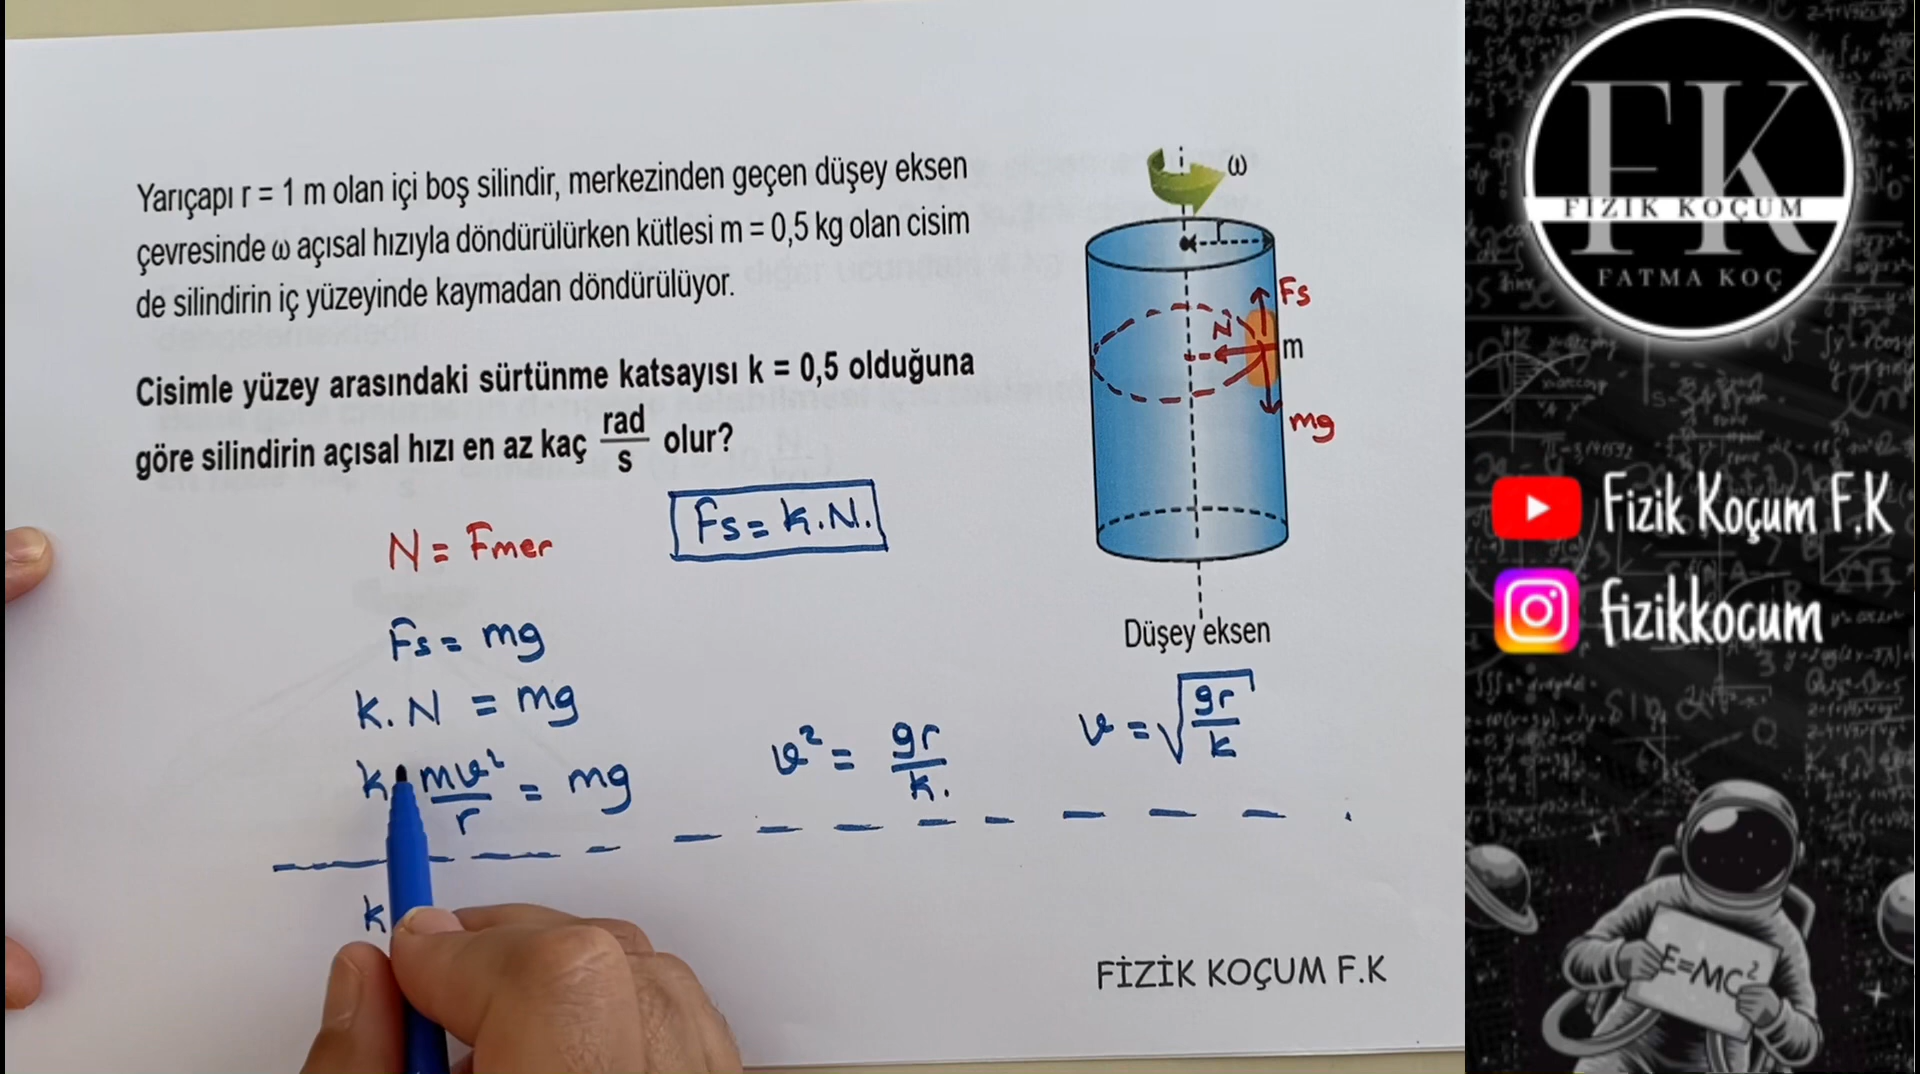 Yarıçapı r = 1 m olan içi boş silindir, merkezinden geçen düşey eksen
çevresinde ω açısal hızıyla döndürülürken kütlesi m = 0,5 kg olan cisim
de silindirin iç yüzeyinde kaymadan döndürülüyor.
Cisimle yüzey arasındaki sürtünme katsayısı k = 0,5 olduğuna
göre silindirin açısal hızı en az kaç rad/s olur?
ω
r
Fs
N
m
mg
Düşey eksen
N = Fmer
Fs = k.N.
Fs = mg
k. N = mg
k. mv²/r = mg
v² = gr/k.
v = √gr/k
k
FİZİK KOÇUM F.K
FK
FİZİK KOÇUM
FATMA KOÇ
Fizik Koçum F.K
fizikkocum
E=MC²